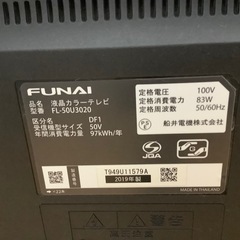 FUNAI
品名 液晶カラーテレビ
形名 FL-50U3020
区分名 DF1
受信機型サイズ 50V
年間消費電力量 97kWh/年
定格電圧 100V
定格消費電力 83W
定格周波数 50/60Hz
船井電機株式会社
PSE
JQA
T949U11579A
2019年製
MADE IN THAILAND